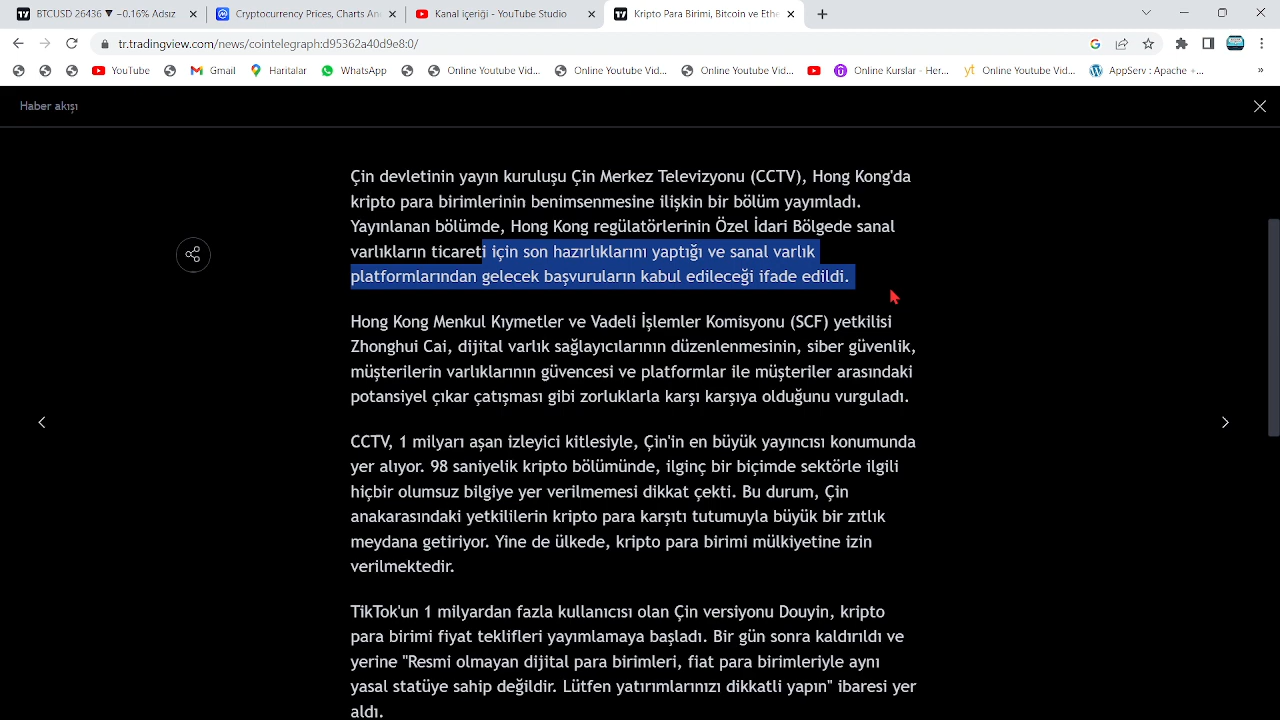 BTCUSD 26436 ▼ −0.16% Adsız
Cryptocurrency Prices, Charts An
Kanal içeriği - YouTube Studio
Kripto Para Birimi, Bitcoin ve Ethe
tr.tradingview.com/news/cointelegraph:d95362a40d9e8:0/
YouTube
Gmail
Haritalar
WhatsApp
Online Youtube Vid...
Online Youtube Vid...
Online Youtube Vid...
Online Kurslar - Her...
Online Youtube Vid...
AppServ : Apache +...
»
Haber akışı
Çin devletinin yayın kuruluşu Çin Merkez Televizyonu (CCTV), Hong Kong'da
kripto para birimlerinin benimsenmesine ilişkin bir bölüm yayımladı.
Yayınlanan bölümde, Hong Kong regülatörlerinin Özel İdari Bölgede sanal
varlıkların ticareti için son hazırlıklarını yaptığı ve sanal varlık
platformlarından gelecek başvuruların kabul edileceği ifade edildi.
Hong Kong Menkul Kıymetler ve Vadeli İşlemler Komisyonu (SCF) yetkilisi
Zhonghui Cai, dijital varlık sağlayıcılarının düzenlenmesinin, siber güvenlik,
müşterilerin varlıklarının güvencesi ve platformlar ile müşteriler arasındaki
potansiyel çıkar çatışması gibi zorluklarla karşı karşıya olduğunu vurguladı.
CCTV, 1 milyarı aşan izleyici kitlesiyle, Çin'in en büyük yayıncısı konumunda
yer alıyor. 98 saniyelik kripto bölümünde, ilginç bir biçimde sektörle ilgili
hiçbir olumsuz bilgiye yer verilmemesi dikkat çekti. Bu durum, Çin
anakarasındaki yetkililerin kripto para karşıtı tutumuyla büyük bir zıtlık
meydana getiriyor. Yine de ülkede, kripto para birimi mülkiyetine izin
verilmektedir.
TikTok'un 1 milyardan fazla kullanıcısı olan Çin versiyonu Douyin, kripto
para birimi fiyat teklifleri yayımlamaya başladı. Bir gün sonra kaldırıldı ve
yerine "Resmi olmayan dijital para birimleri, fiat para birimleriyle aynı
yasal statüye sahip değildir. Lütfen yatırımlarınızı dikkatli yapın" ibaresi yer
aldı.